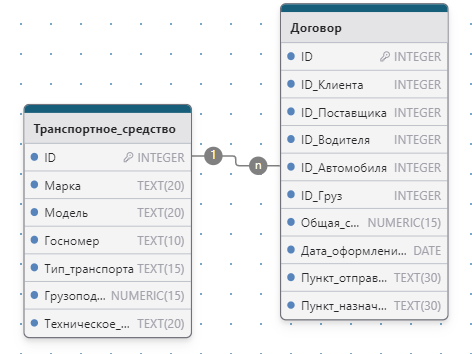 Договор
ID INTEGER
ID_Клиента INTEGER
ID_Поставщика INTEGER
ID_Водителя INTEGER
ID_Автомобиля INTEGER
ID_Груз INTEGER
Общая_с... NUMERIC(15)
Дата_оформлени... DATE
Пункт_отправ... TEXT(30)
Пункт_назнач... TEXT(30)
Транспортное_средство
ID INTEGER
Марка TEXT(20)
Модель TEXT(20)
Госномер TEXT(10)
Тип_транспорта TEXT(15)
Грузопод... NUMERIC(15)
Техническое_... TEXT(20)
1
n